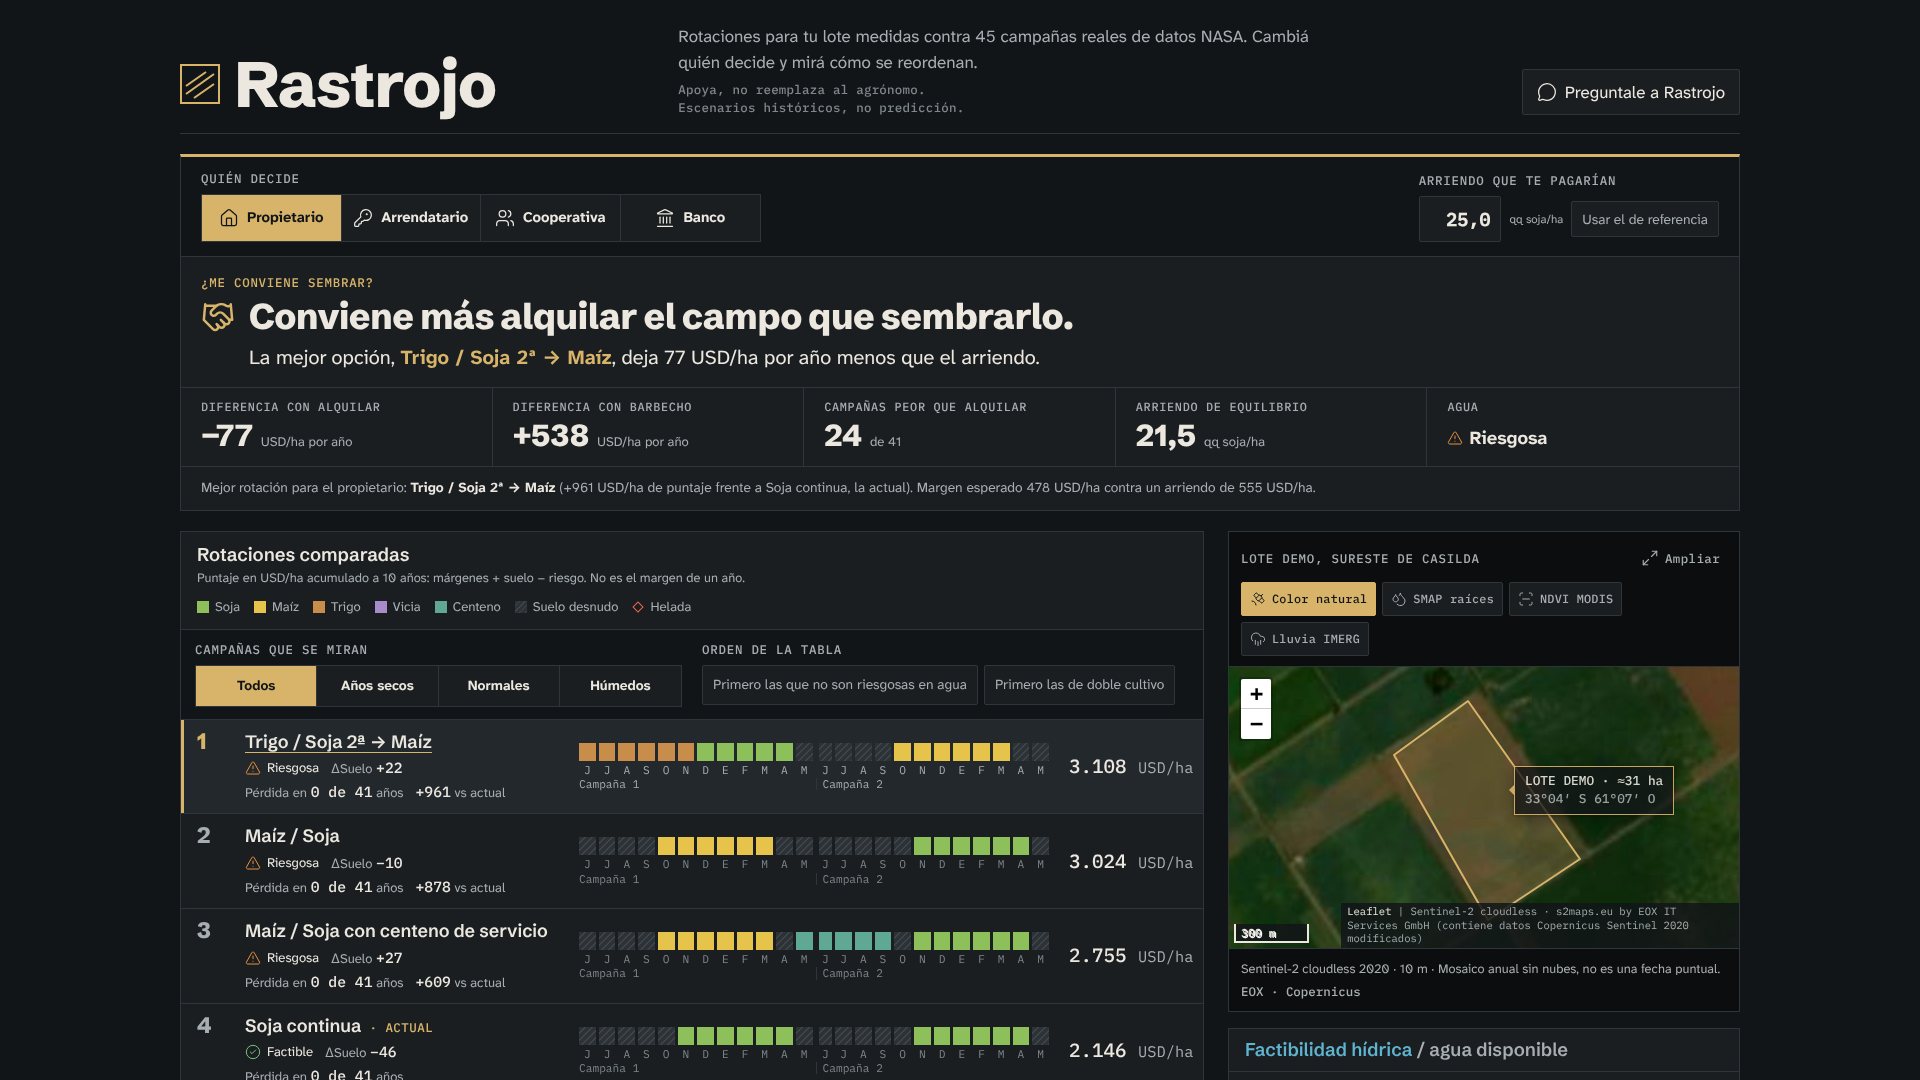 Rastrojo
Rotaciones para tu lote medidas contra 45 campañas reales de datos NASA. Cambiá
quién decide y mirá cómo se reordenan.
Apoya, no reemplaza al agrónomo.
Escenarios históricos, no predicción.
Preguntale a Rastrojo
QUIÉN DECIDE
Propietario
Arrendatario
Cooperativa
Banco
ARRIENDO QUE TE PAGARÍAN
25,0 qq soja/ha
Usar el de referencia
¿ME CONVIENE SEMBRAR?
Conviene más alquilar el campo que sembrarlo.
La mejor opción, Trigo / Soja 2ª → Maíz, deja 77 USD/ha por año menos que el arriendo.
DIFERENCIA CON ALQUILAR
−77 USD/ha por año
DIFERENCIA CON BARBECHO
+538 USD/ha por año
CAMPAÑAS PEOR QUE ALQUILAR
24 de 41
ARRIENDO DE EQUILIBRIO
21,5 qq soja/ha
AGUA
Riesgosa
Mejor rotación para el propietario: Trigo / Soja 2ª → Maíz (+961 USD/ha de puntaje frente a Soja continua, la actual). Margen esperado 478 USD/ha contra un arriendo de 555 USD/ha.
Rotaciones comparadas
Puntaje en USD/ha acumulado a 10 años: márgenes + suelo − riesgo. No es el margen de un año.
Soja Maíz Trigo Vicia Centeno Suelo desnudo Helada
CAMPAÑAS QUE SE MIRAN
Todos
Años secos
Normales
Húmedos
ORDEN DE LA TABLA
Primero las que no son riesgosas en agua
Primero las de doble cultivo
1
Trigo / Soja 2ª → Maíz
Riesgosa ΔSuelo +22
Pérdida en 0 de 41 años +961 vs actual
J J A S O N D E F M A M J J A S O N D E F M A M
Campaña 1 Campaña 2
3.108 USD/ha
2
Maíz / Soja
Riesgosa ΔSuelo −10
Pérdida en 0 de 41 años +878 vs actual
J J A S O N D E F M A M J J A S O N D E F M A M
Campaña 1 Campaña 2
3.024 USD/ha
3
Maíz / Soja con centeno de servicio
Riesgosa ΔSuelo +27
Pérdida en 0 de 41 años +609 vs actual
J J A S O N D E F M A M J J A S O N D E F M A M
Campaña 1 Campaña 2
2.755 USD/ha
4
Soja continua · ACTUAL
Factible ΔSuelo −46
Pérdida en 0 de 41 años
J J A S O N D E F M A M J J A S O N D E F M A M
Campaña 1 Campaña 2
2.146 USD/ha
LOTE DEMO, SURESTE DE CASILDA
Ampliar
Color natural
SMAP raíces
NDVI MODIS
Lluvia IMERG
+
−
LOTE DEMO · ≈31 ha
33°04′ S 61°07′ O
300 m
Leaflet | Sentinel-2 cloudless · s2maps.eu by EOX IT
Services GmbH (contiene datos Copernicus Sentinel 2020
modificados)
Sentinel-2 cloudless 2020 · 10 m · Mosaico anual sin nubes, no es una fecha puntual.
EOX · Copernicus
Factibilidad hídrica / agua disponible